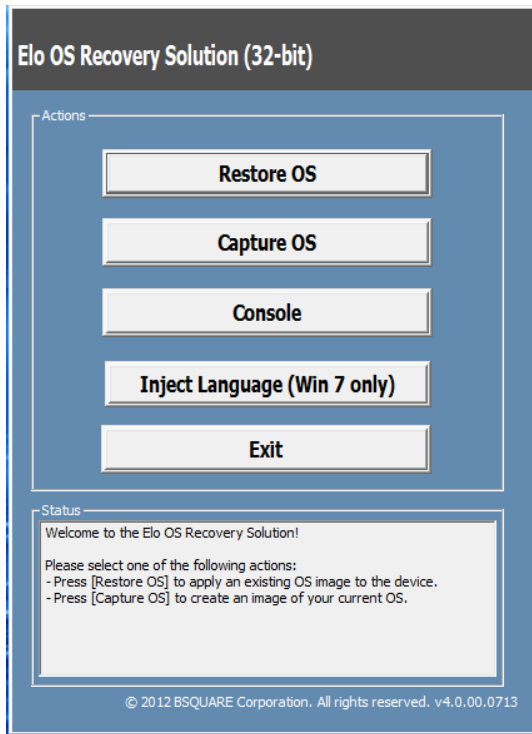 Elo OS Recovery Solution (32-bit)
Actions
Restore OS
Capture OS
Console
Inject Language (Win 7 only)
Exit
Status
Welcome to the Elo OS Recovery Solution!
Please select one of the following actions:
- Press [Restore OS] to apply an existing OS image to the device.
- Press [Capture OS] to create an image of your current OS.
© 2012 BSQUARE Corporation. All rights reserved. v4.0.00.0713